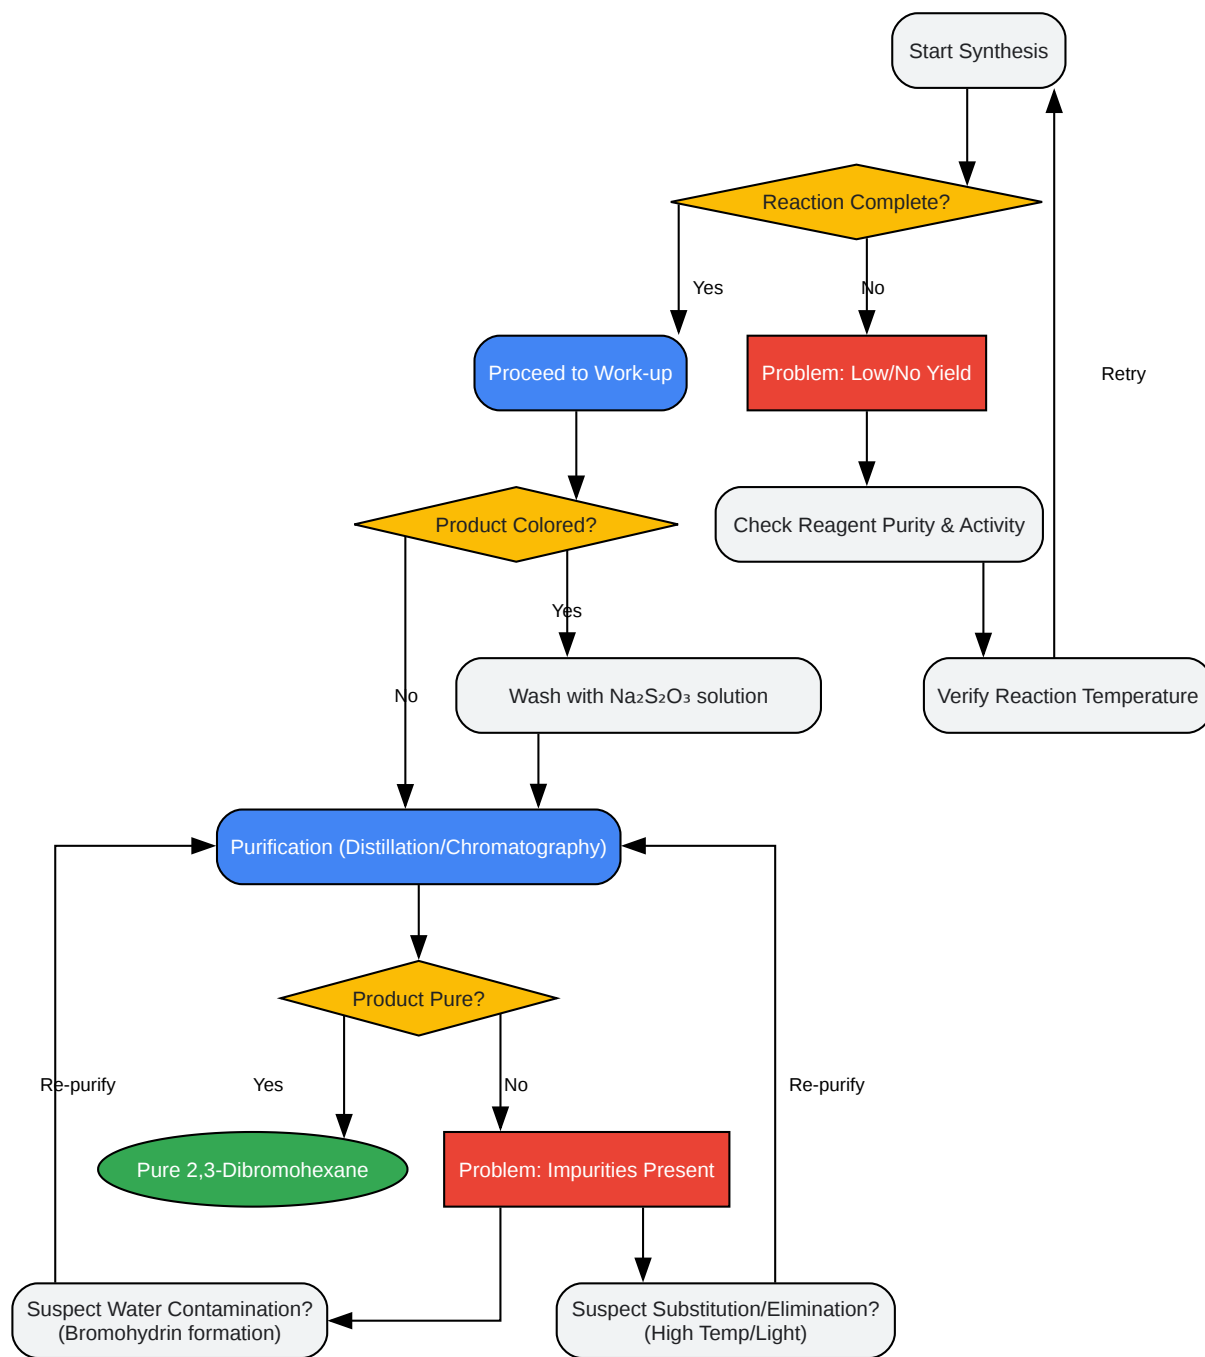 Start Synthesis
Reaction Complete?
Yes
No
Proceed to Work-up
Problem: Low/No Yield
Retry
Product Colored?
Check Reagent Purity & Activity
Yes
No
Wash with Na₂S₂O₃ solution
Verify Reaction Temperature
Purification (Distillation/Chromatography)
Product Pure?
Re-purify
Yes
No
Re-purify
Pure 2,3-Dibromohexane
Problem: Impurities Present
Suspect Water Contamination?
(Bromohydrin formation)
Suspect Substitution/Elimination?
(High Temp/Light)